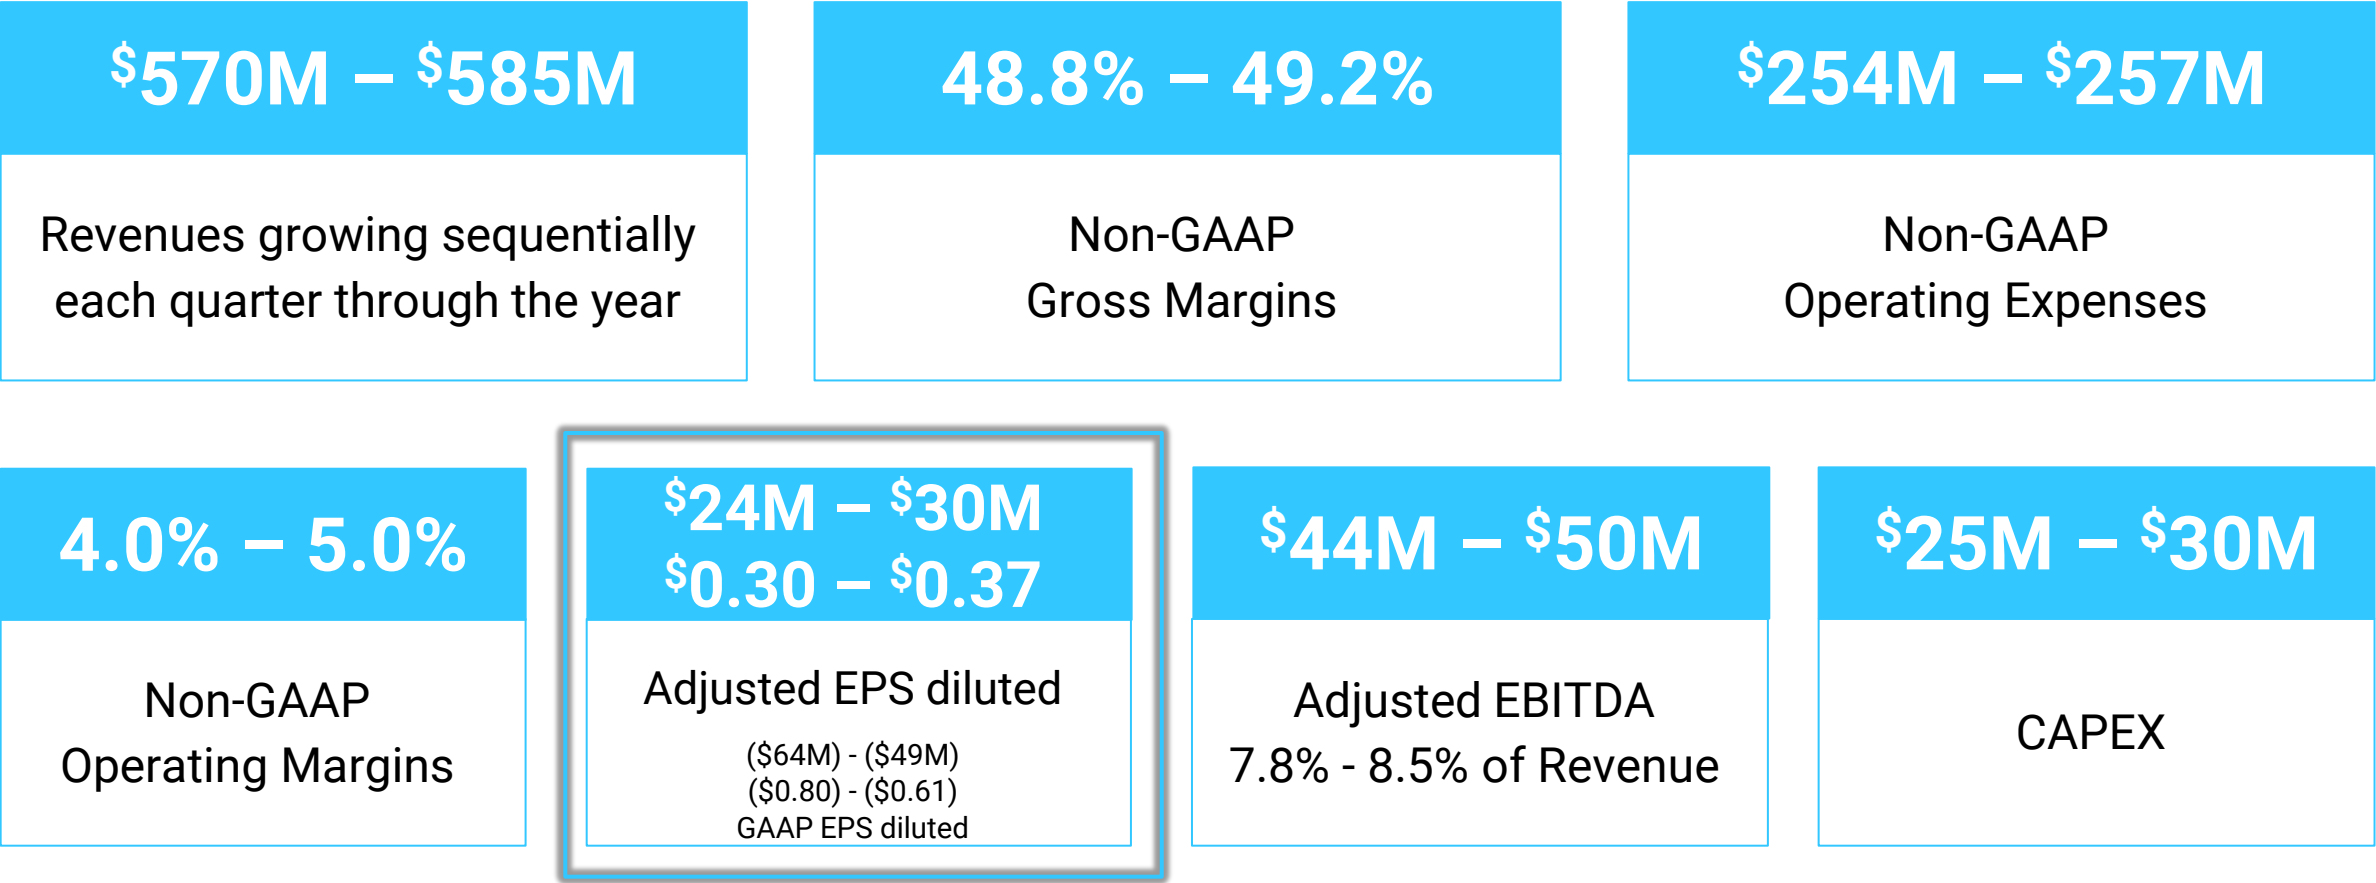 $570M – $585M
Revenues growing sequentially
each quarter through the year
48.8% – 49.2%
Non-GAAP
Gross Margins
$254M – $257M
Non-GAAP
Operating Expenses
4.0% – 5.0%
Non-GAAP
Operating Margins
$24M – $30M
$0.30 – $0.37
Adjusted EPS diluted
($64M) - ($49M)
($0.80) - ($0.61)
GAAP EPS diluted
$44M – $50M
Adjusted EBITDA
7.8% - 8.5% of Revenue
$25M – $30M
CAPEX